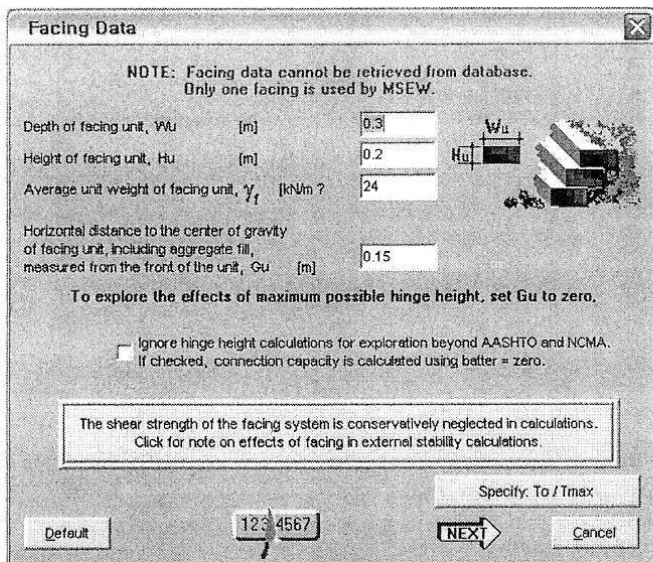 Facing Data
NOTE: Facing data cannot be retrieved from database.
Only one facing is used by MSEW.
Depth of facing unit, Wu [m] 0.3
Height of facing unit, Hu [m] 0.2
Average unit weight of facing unit, γf [kN/m ? 24
Wu
Hu
Horizontal distance to the center of gravity
of facing unit, including aggregate fill,
measured from the front of the unit, Gu [m] 0.15
To explore the effects of maximum possible hinge height, set Gu to zero.
Ignore hinge height calculations for exploration beyond AASHTO and NCMA.
If checked, connection capacity is calculated using batter = zero.
The shear strength of the facing system is conservatively neglected in calculations.
Click for note on effects of facing in external stability calculations.
Specify: To / Tmax
Default
123 4567
NEXT
Cancel